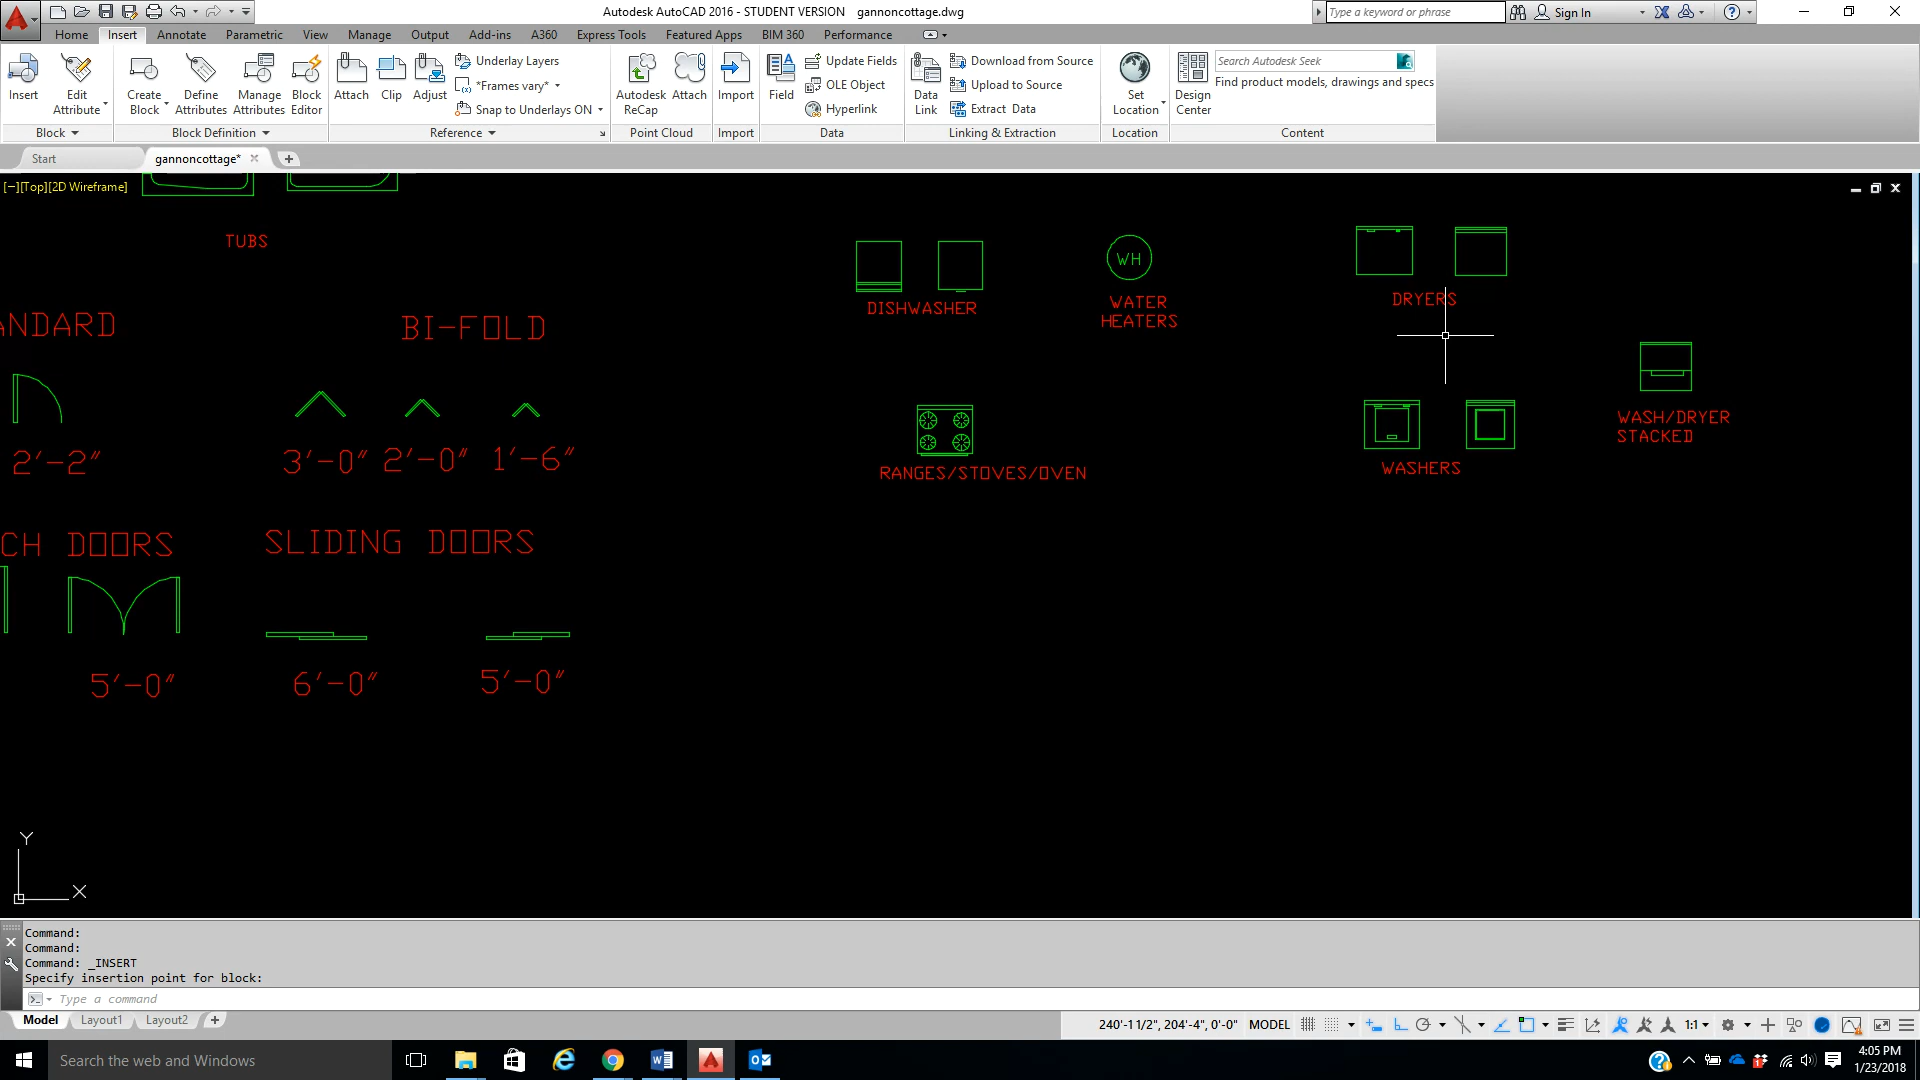 Autodesk AutoCAD 2016 - STUDENT VERSION gannoncottage.dwg
Type a keyword or phrase
Sign In
Home Insert Annotate Parametric View Manage Output Add-ins A360 Express Tools Featured Apps BIM 360 Performance
Insert
Edit Attribute
Create Block
Define Attributes
Manage Attributes
Block Editor
Attach
Clip
Adjust
Underlay Layers
*Frames vary*
Snap to Underlays ON
Autodesk ReCap
Attach
Import
Field
Update Fields
OLE Object
Hyperlink
Data Link
Download from Source
Upload to Source
Extract Data
Set Location
Design Center
Search Autodesk Seek
Find product models, drawings and specs
Block Block Definition Reference Point Cloud Import Data Linking & Extraction Location Content
Start gannoncottage*
[−][Top][2D Wireframe]
TUBS
DISHWASHER
WH
WATER
HEATERS
DRYERS
ANDARD
BI-FOLD
2'-2"
3'-0" 2'-0" 1'-6"
RANGES/STOVES/OVEN
WASHERS
WASH/DRYER
STACKED
CH DOORS
SLIDING DOORS
5'-0"
6'-0"
5'-0"
Y
X
Command:
Command:
Command: _INSERT
Specify insertion point for block:
Type a command
Model Layout1 Layout2
240'-11/2", 204'-4", 0'-0" MODEL 1:1
Search the web and Windows
4:05 PM
1/23/2018